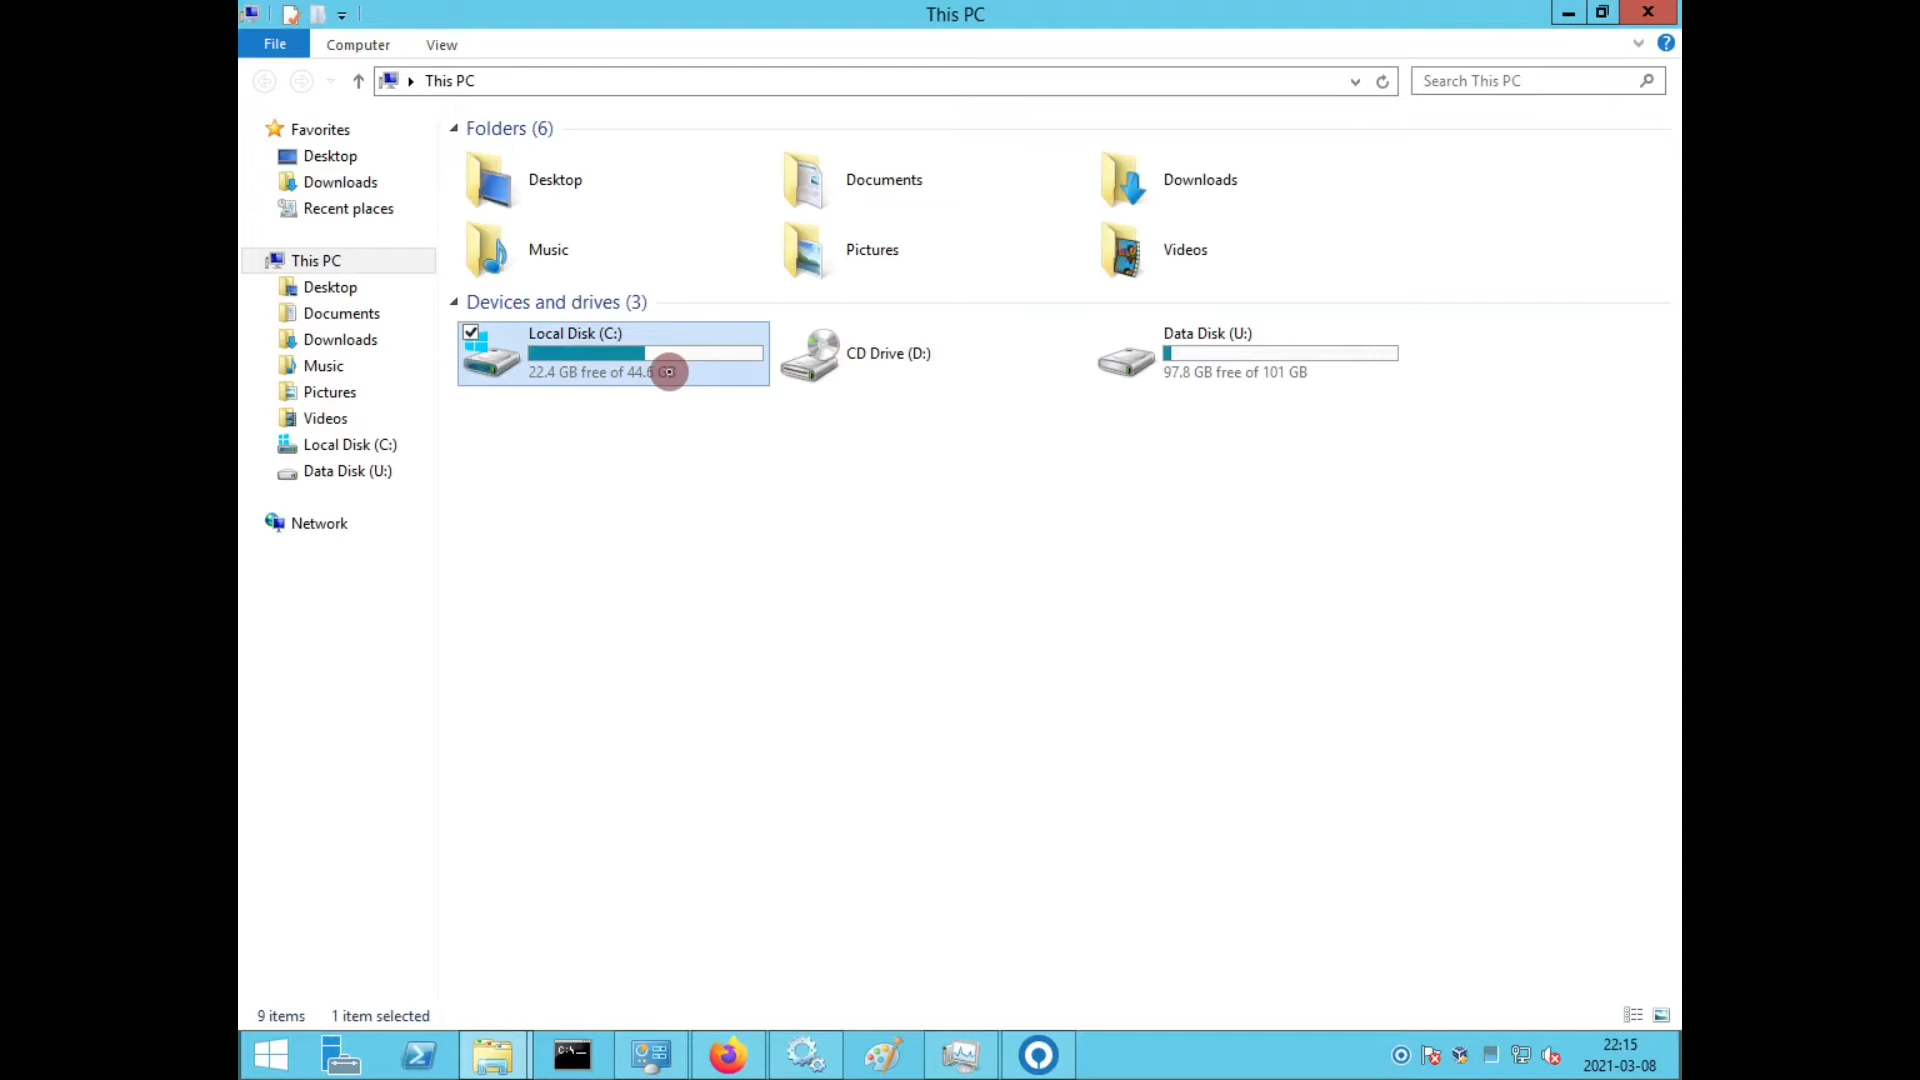 This PC
File
Computer
View
This PC
Search This PC
Favorites
Desktop
Downloads
Recent places
This PC
Desktop
Documents
Downloads
Music
Pictures
Videos
Local Disk (C:)
Data Disk (U:)
Network
Folders (6)
Desktop
Documents
Downloads
Music
Pictures
Videos
Devices and drives (3)
Local Disk (C:)
22.4 GB free of 44.6 GB
CD Drive (D:)
Data Disk (U:)
97.8 GB free of 101 GB
9 items
1 item selected
22:15
2021-03-08